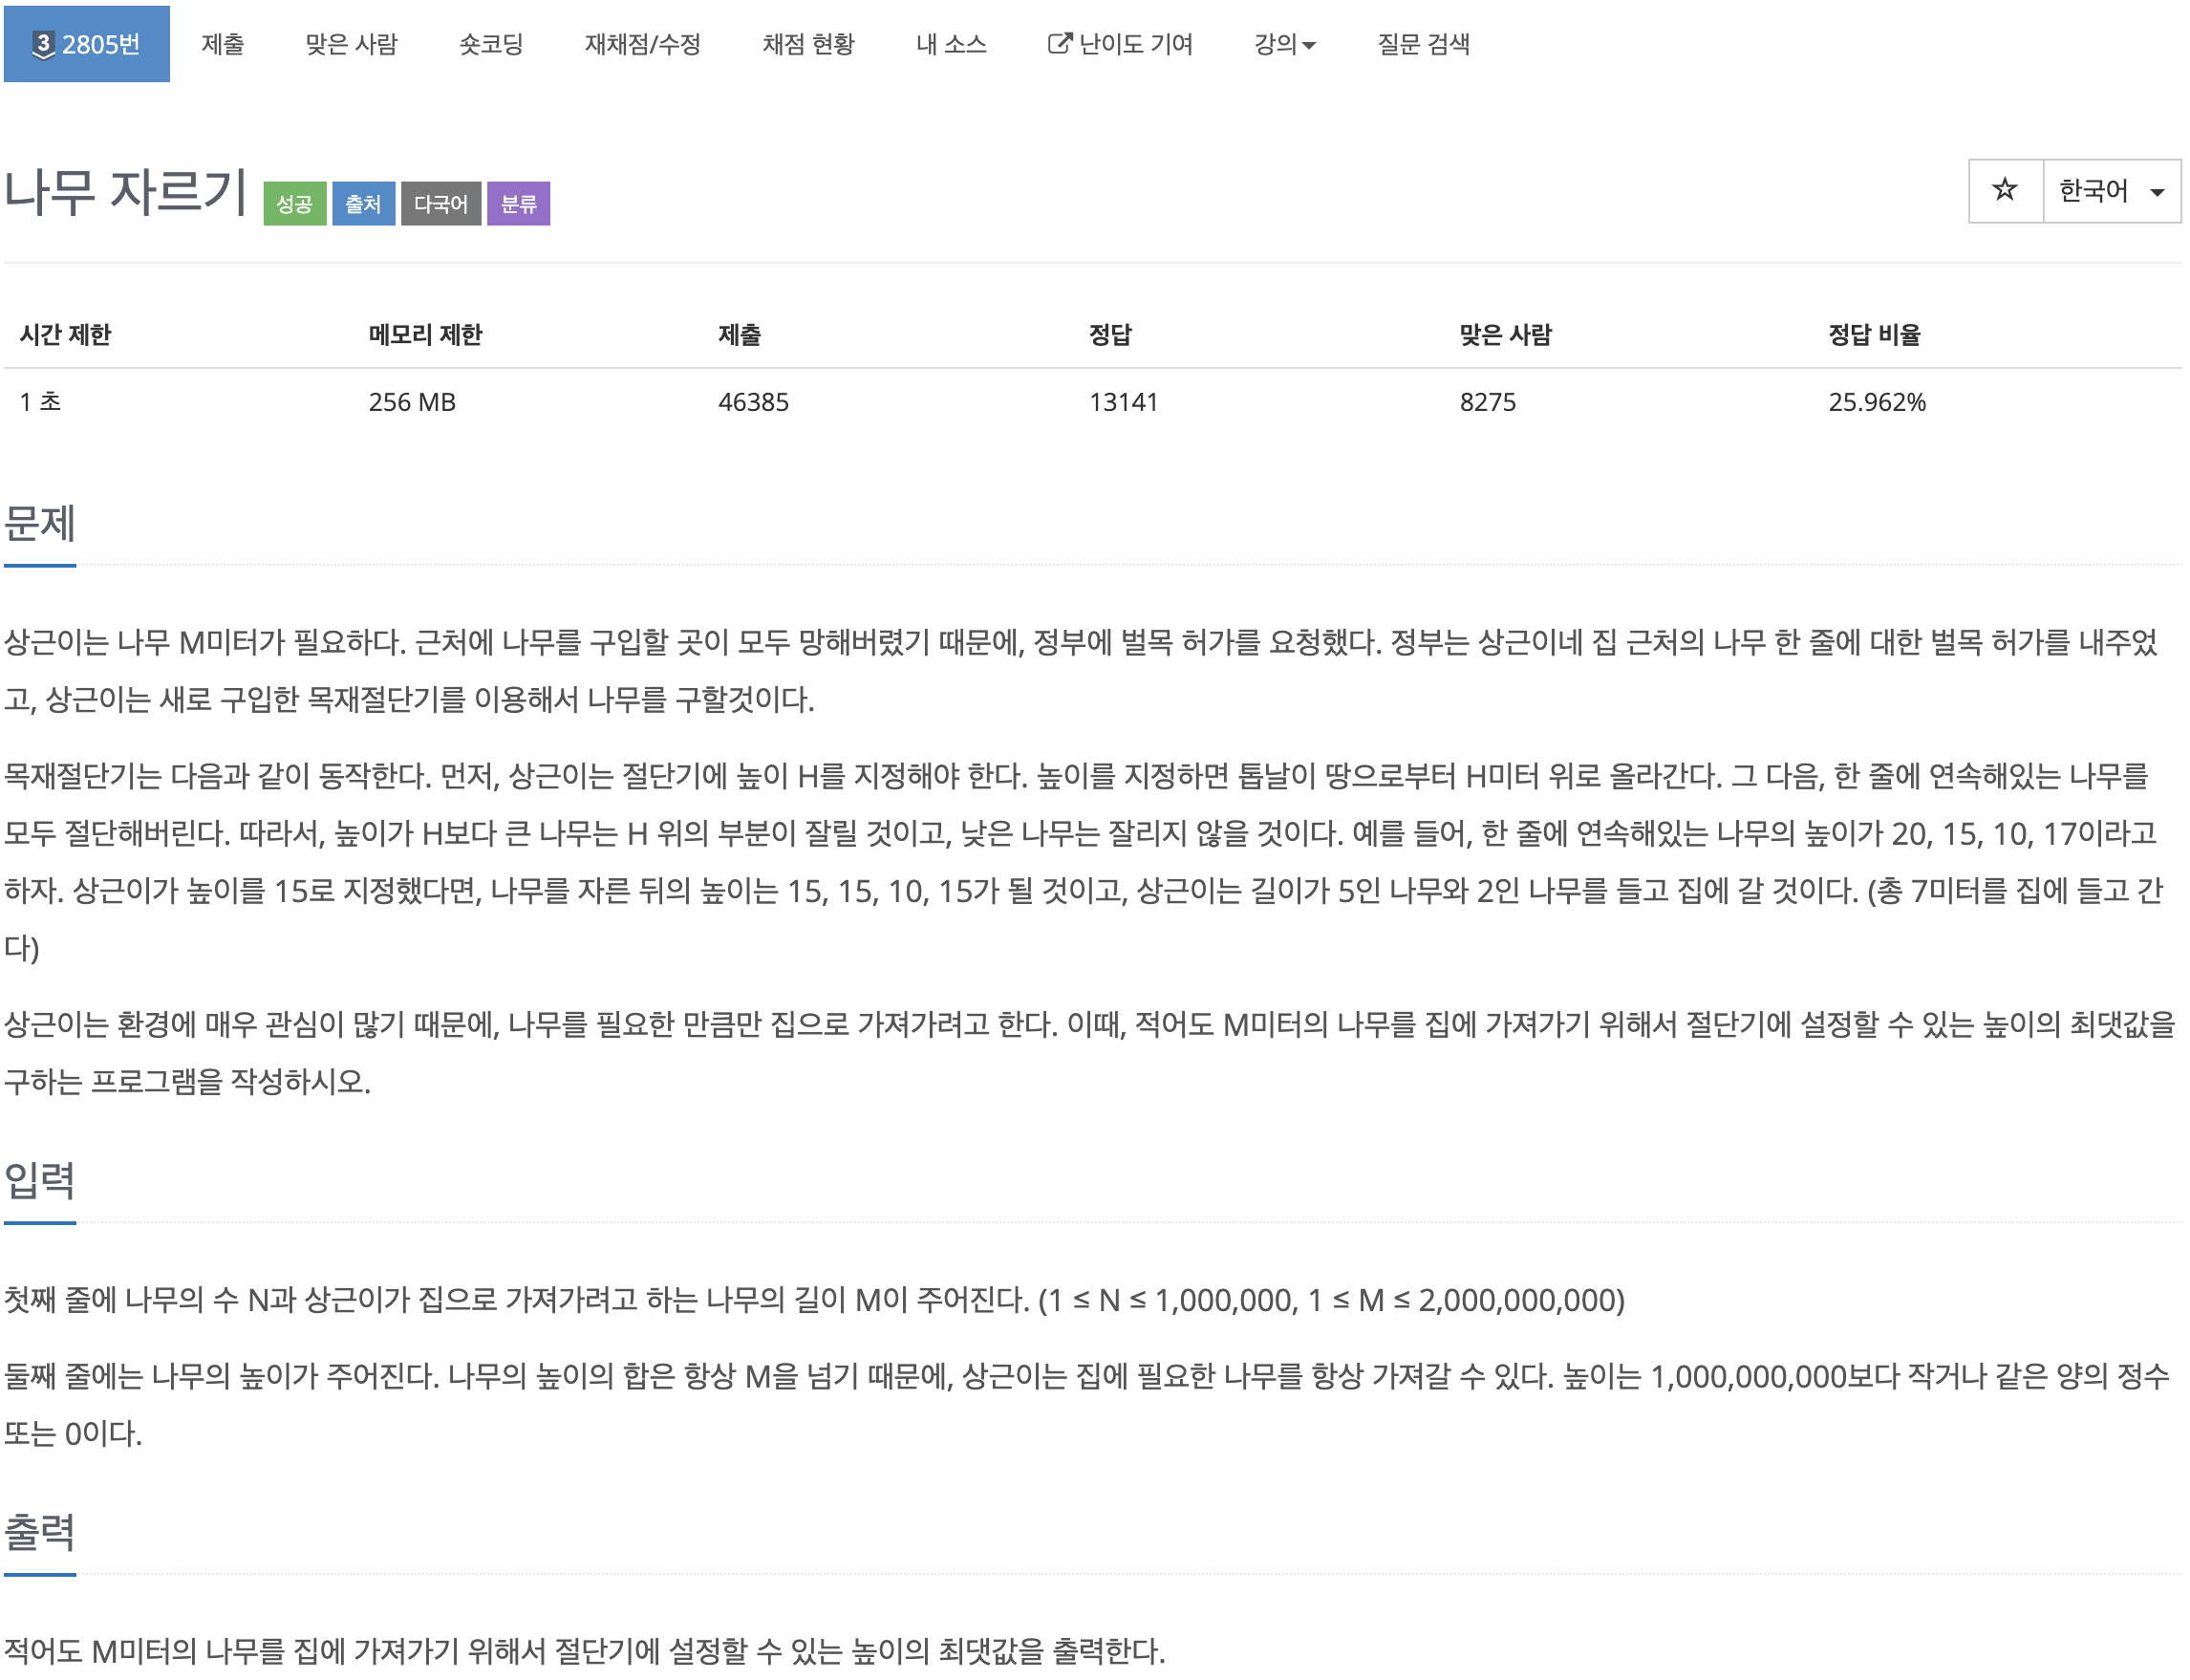 3 2805번 제출 맞은 사람 숏코딩 재채점/수정 채점 현황 내 소스 난이도 기여 강의 질문 검색
나무 자르기 성공 출처 다국어 분류 한국어
시간 제한 메모리 제한 제출 정답 맞은 사람 정답 비율
1 초 256 MB 46385 13141 8275 25.962%
문제
상근이는 나무 M미터가 필요하다. 근처에 나무를 구입할 곳이 모두 망해버렸기 때문에, 정부에 벌목 허가를 요청했다. 정부는 상근이네 집 근처의 나무 한 줄에 대한 벌목 허가를 내주었
고, 상근이는 새로 구입한 목재절단기를 이용해서 나무를 구할것이다.
목재절단기는 다음과 같이 동작한다. 먼저, 상근이는 절단기에 높이 H를 지정해야 한다. 높이를 지정하면 톱날이 땅으로부터 H미터 위로 올라간다. 그 다음, 한 줄에 연속해있는 나무를
모두 절단해버린다. 따라서, 높이가 H보다 큰 나무는 H 위의 부분이 잘릴 것이고, 낮은 나무는 잘리지 않을 것이다. 예를 들어, 한 줄에 연속해있는 나무의 높이가 20, 15, 10, 17이라고
하자. 상근이가 높이를 15로 지정했다면, 나무를 자른 뒤의 높이는 15, 15, 10, 15가 될 것이고, 상근이는 길이가 5인 나무와 2인 나무를 들고 집에 갈 것이다. (총 7미터를 집에 들고 간
다)
상근이는 환경에 매우 관심이 많기 때문에, 나무를 필요한 만큼만 집으로 가져가려고 한다. 이때, 적어도 M미터의 나무를 집에 가져가기 위해서 절단기에 설정할 수 있는 높이의 최댓값을
구하는 프로그램을 작성하시오.
입력
첫째 줄에 나무의 수 N과 상근이가 집으로 가져가려고 하는 나무의 길이 M이 주어진다. (1 ≤ N ≤ 1,000,000, 1 ≤ M ≤ 2,000,000,000)
둘째 줄에는 나무의 높이가 주어진다. 나무의 높이의 합은 항상 M을 넘기 때문에, 상근이는 집에 필요한 나무를 항상 가져갈 수 있다. 높이는 1,000,000,000보다 작거나 같은 양의 정수
또는 0이다.
출력
적어도 M미터의 나무를 집에 가져가기 위해서 절단기에 설정할 수 있는 높이의 최댓값을 출력한다.